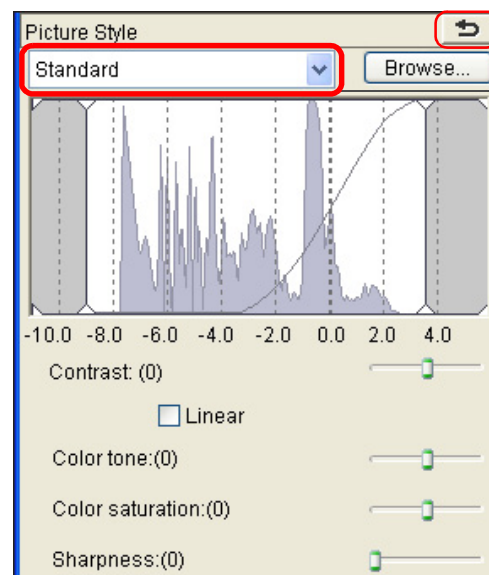 Picture Style
Standard
Browse...
-10.0 -8.0 -6.0 -4.0 -2.0 0.0 2.0 4.0
Contrast: (0)
Linear
Color tone:(0)
Color saturation:(0)
Sharpness:(0)